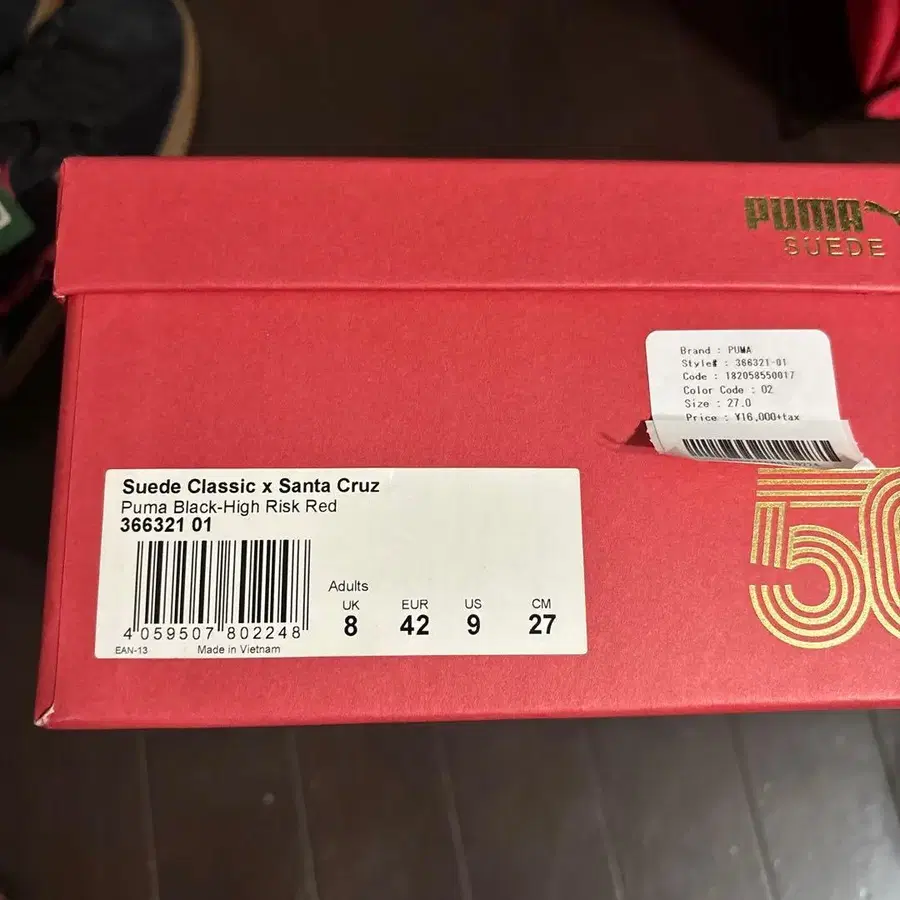 PUMA
SUEDE
Brand : PUMA
Style# : 366321-01
Code : 182058550017
Color Code : 02
Size : 27.0
Price : ¥16,000+tax
50
Suede Classic x Santa Cruz
Puma Black-High Risk Red
366321 01
Adults
UK EUR US CM
8 42 9 27
4 059507 802248
EAN-13 Made in Vietnam